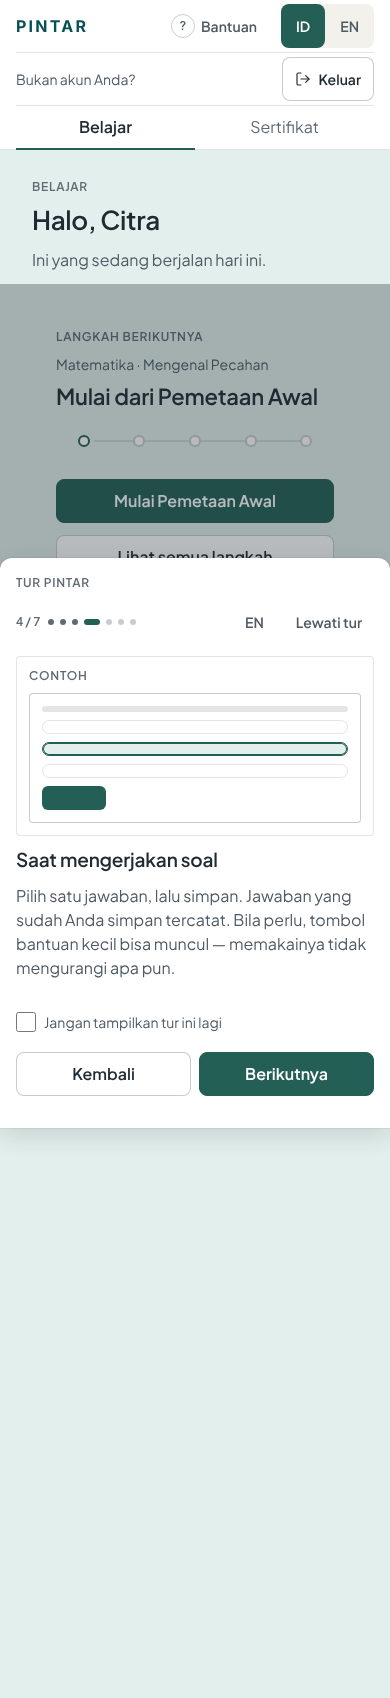 PINTAR
? Bantuan
ID EN
Bukan akun Anda?
Keluar
Belajar Sertifikat
BELAJAR
Halo, Citra
Ini yang sedang berjalan hari ini.
LANGKAH BERIKUTNYA
Matematika · Mengenal Pecahan
Mulai dari Pemetaan Awal
Mulai Pemetaan Awal
Lihat semua langkah
TUR PINTAR
4 / 7
EN Lewati tur
CONTOH
Saat mengerjakan soal
Pilih satu jawaban, lalu simpan. Jawaban yang
sudah Anda simpan tercatat. Bila perlu, tombol
bantuan kecil bisa muncul — memakainya tidak
mengurangi apa pun.
Jangan tampilkan tur ini lagi
Kembali Berikutnya